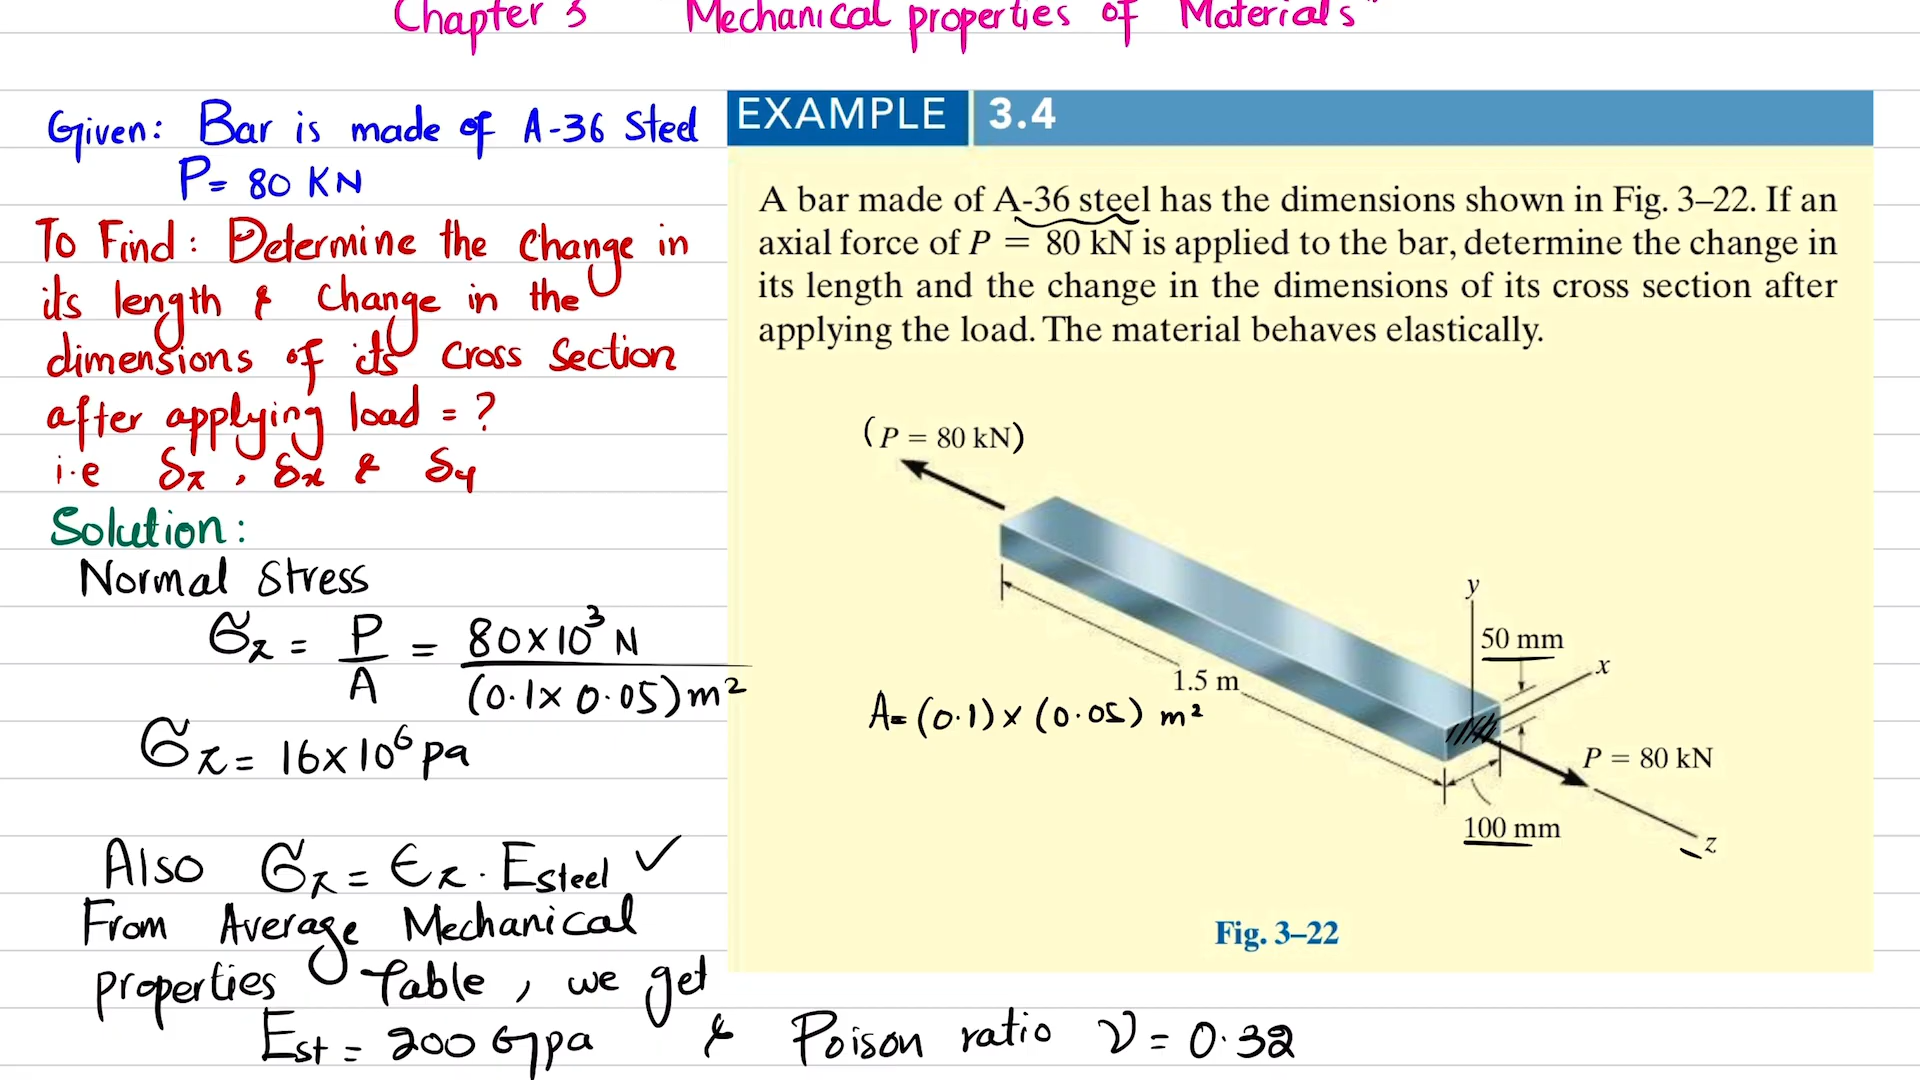 Chapter 3 "Mechanical properties of Materials"
Given: Bar is made of A-36 Steel
P= 80 KN
To Find: Determine the Change in
its length & Change in the
dimensions of its Cross Section
after applying load = ?
i.e δz, δx & δy
Solution:
Normal Stress
σz = P/A = 80×10³ N / (0.1× 0.05) m²
σz = 16×10⁶ pa
Also σz = Єz · Esteel ✓
From Average Mechanical
properties Table, we get
Est = 200 Gpa & Poison ratio ν = 0.32
EXAMPLE 3.4
A bar made of A-36 steel has the dimensions shown in Fig. 3–22. If an
axial force of P = 80 kN is applied to the bar, determine the change in
its length and the change in the dimensions of its cross section after
applying the load. The material behaves elastically.
(P = 80 kN)
y
50 mm
x
1.5 m
A= (0.1) × (0.05) m²
P = 80 kN
100 mm
z
Fig. 3–22